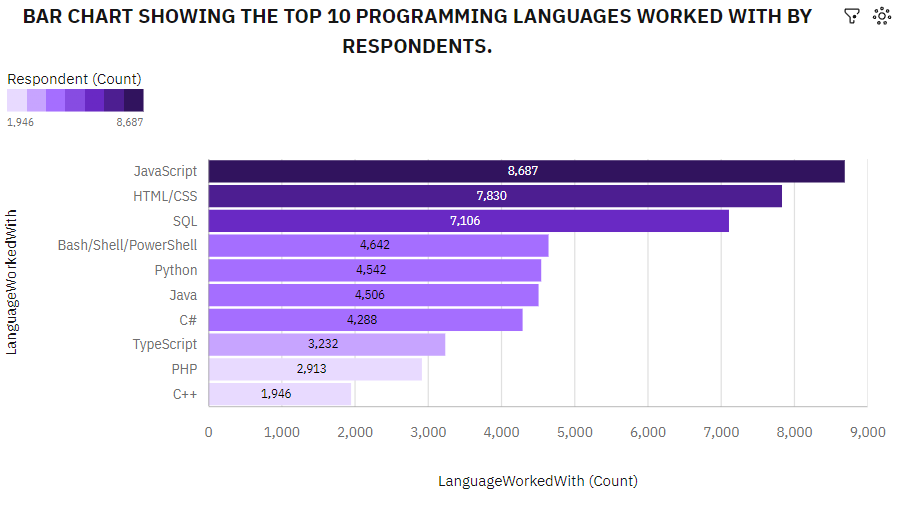 BAR CHART SHOWING THE TOP 10 PROGRAMMING LANGUAGES WORKED WITH BY
RESPONDENTS.
Respondent (Count)
1,946 8,687
LanguageWorkedWith
JavaScript 8,687
HTML/CSS 7,830
SQL 7,106
Bash/Shell/PowerShell 4,642
Python 4,542
Java 4,506
C# 4,288
TypeScript 3,232
PHP 2,913
C++ 1,946
0 1,000 2,000 3,000 4,000 5,000 6,000 7,000 8,000 9,000
LanguageWorkedWith (Count)